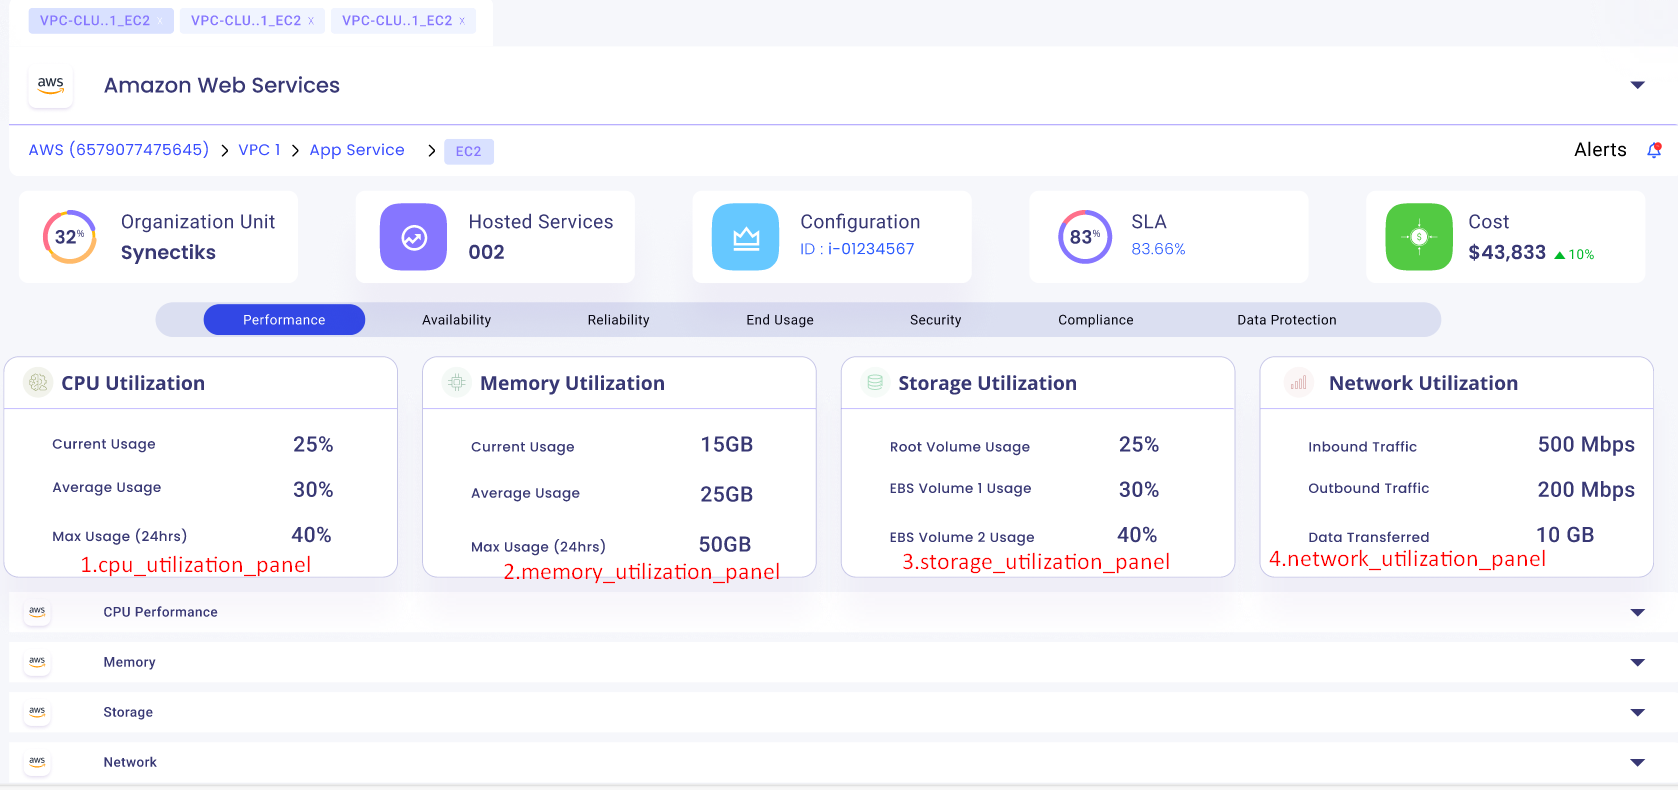 VPC-CLU..1_EC2 x VPC-CLU..1_EC2 x VPC-CLU..1_EC2 x
aws Amazon Web Services
AWS (6579077475645) > VPC 1 > App Service > EC2 Alerts
32% Organization Unit
Synectiks
Hosted Services
002
Configuration
ID : i-01234567
83% SLA
83.66%
$ Cost
$43,833 10%
Performance Availability Reliability End Usage Security Compliance Data Protection
CPU Utilization
Current Usage 25%
Average Usage 30%
Max Usage (24hrs) 40%
1.cpu_utilization_panel
Memory Utilization
Current Usage 15GB
Average Usage 25GB
Max Usage (24hrs) 50GB
2.memory_utilization_panel
Storage Utilization
Root Volume Usage 25%
EBS Volume 1 Usage 30%
EBS Volume 2 Usage 40%
3.storage_utilization_panel
Network Utilization
Inbound Traffic 500 Mbps
Outbound Traffic 200 Mbps
Data Transferred 10 GB
4.network_utilization_panel
aws CPU Performance
aws Memory
aws Storage
aws Network